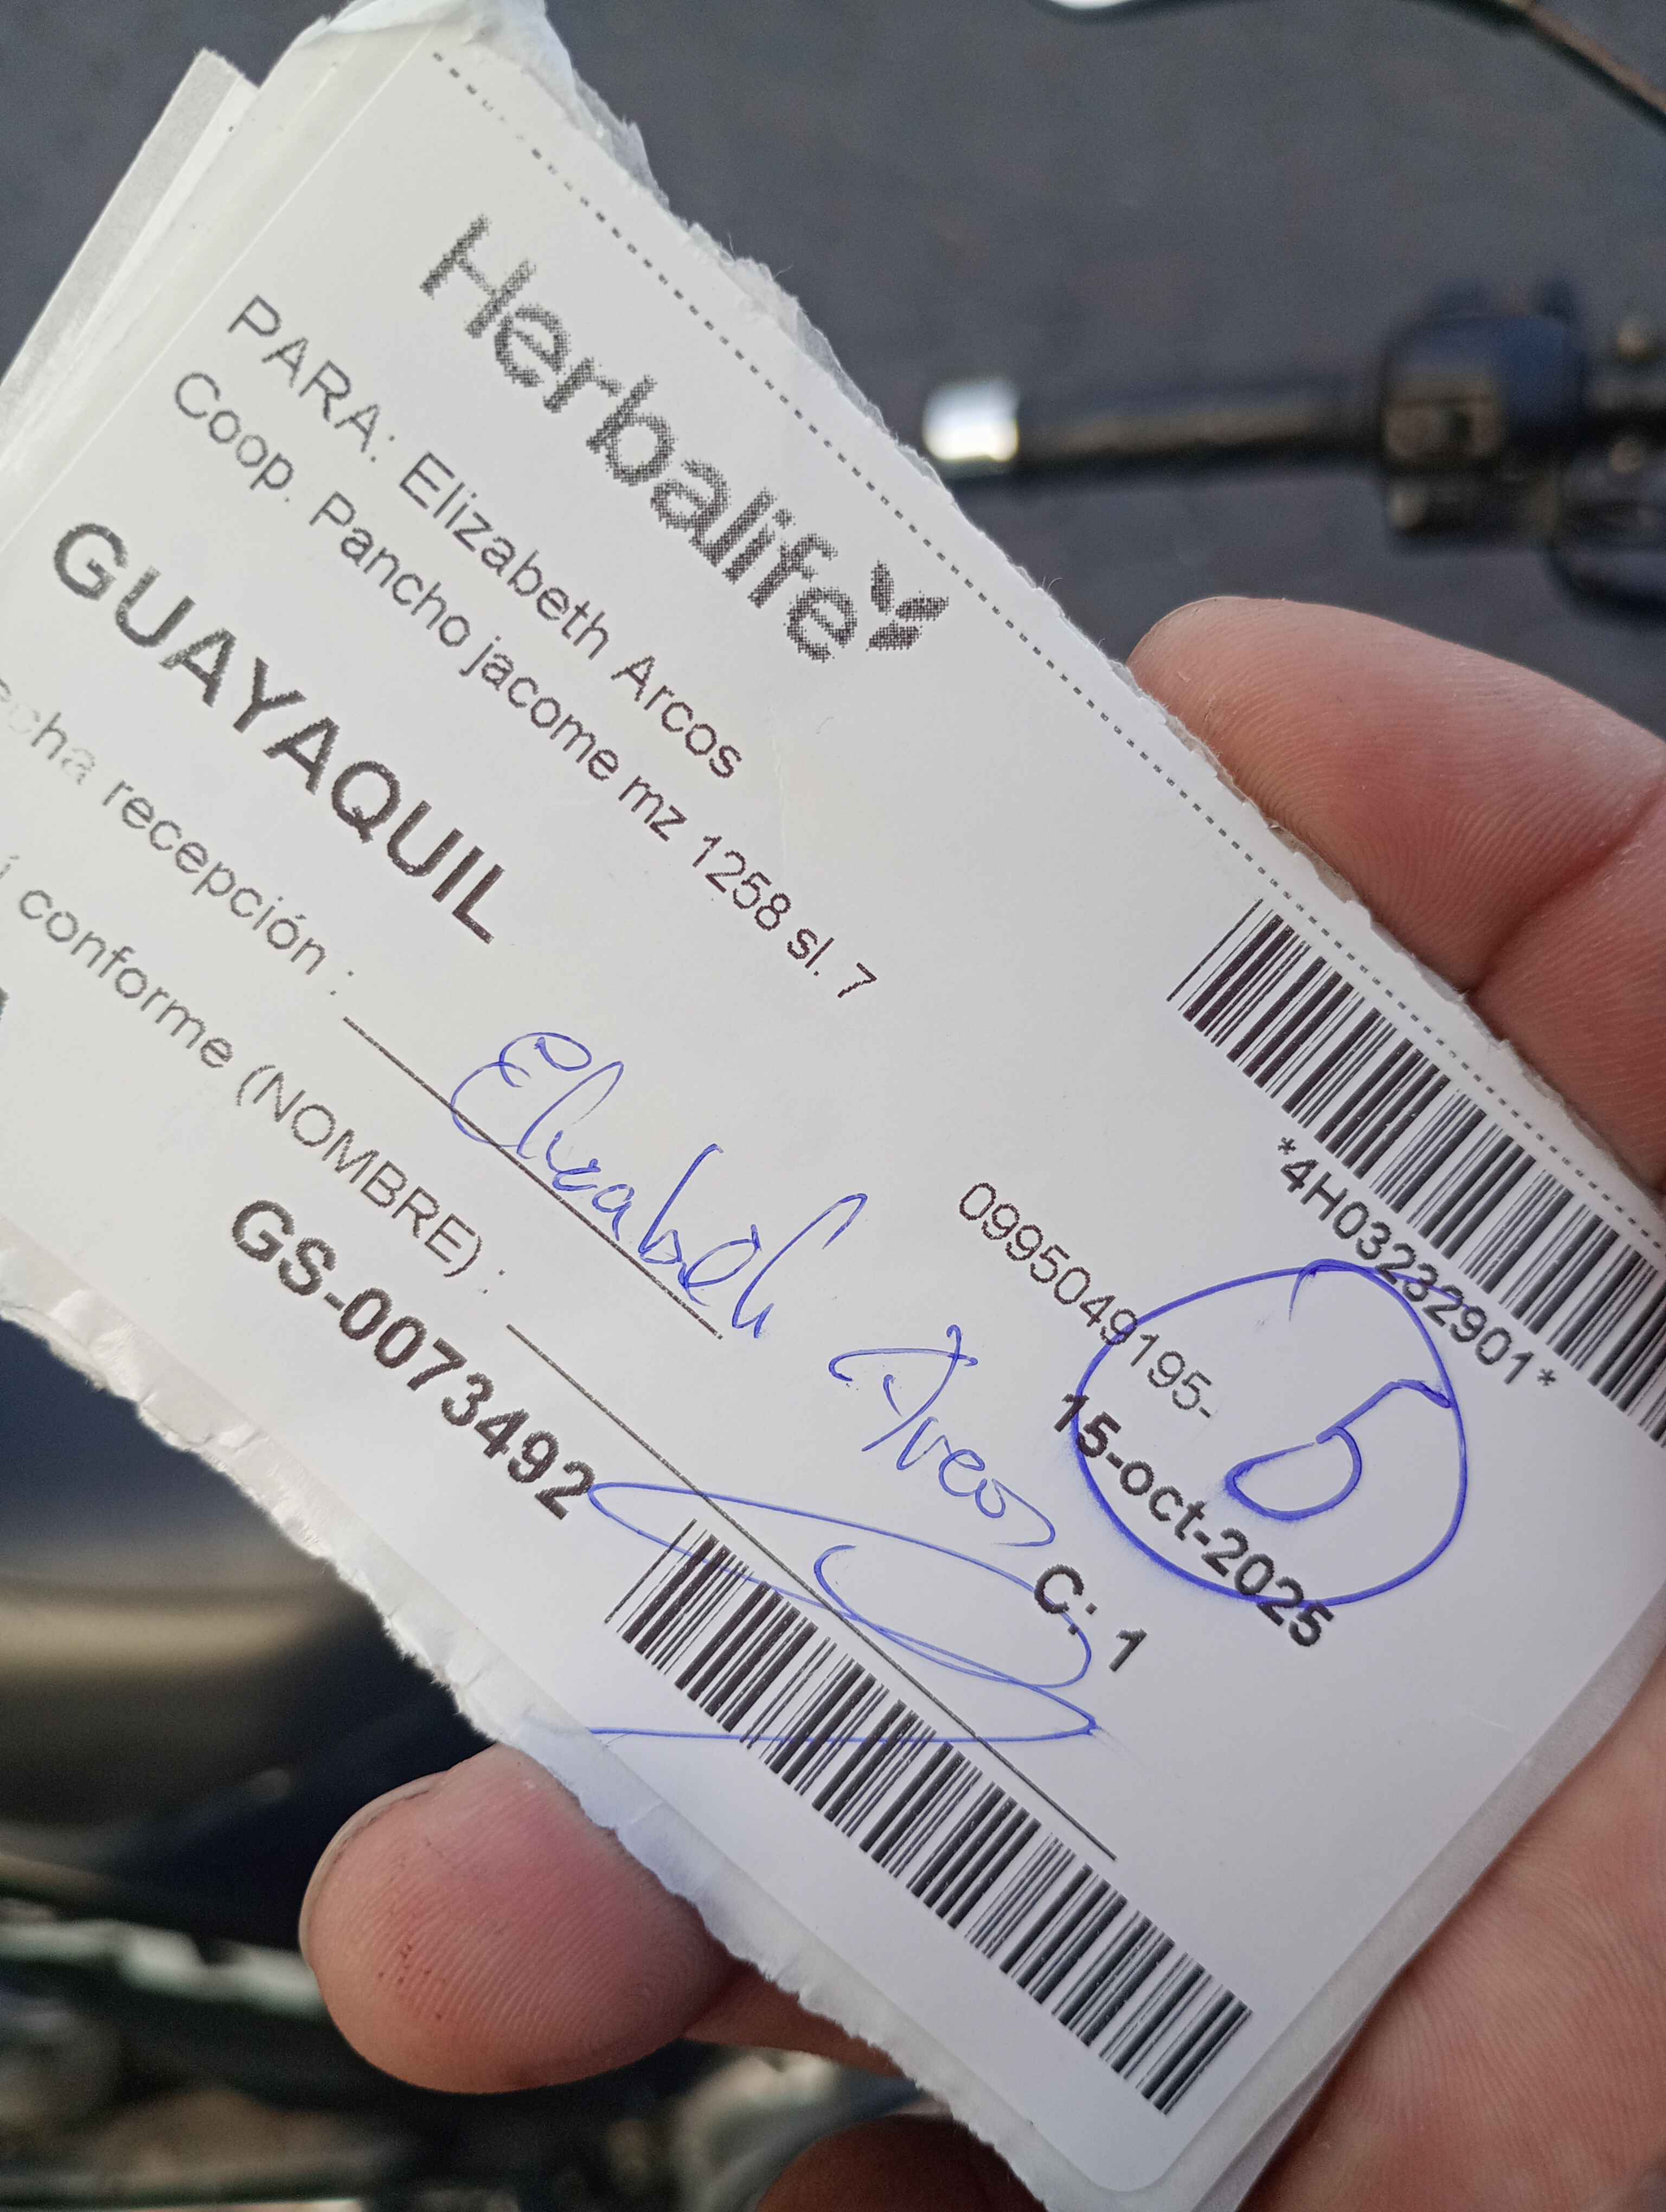 Herbalife
*4H03232901*
PARA: Elizabeth Arcos
Coop. Pancho jacome mz 1258 sl. 7
0995049195-
GUAYAQUIL
15-oct-2025
echa recepción :
Elizabeth Arcos
C: 1
í conforme (NOMBRE) :
GS-0073492